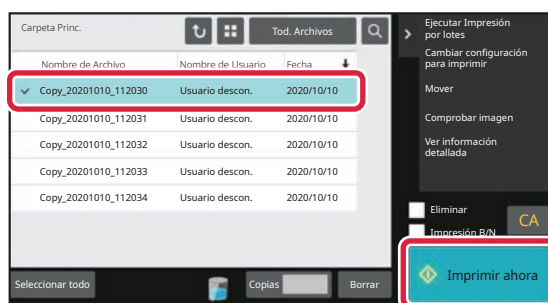 Carpeta Princ.
Tod. Archivos
Nombre de Archivo Nombre de Usuario Fecha
Copy_20201010_112030 Usuario descon. 2020/10/10
Copy_20201010_112031 Usuario descon. 2020/10/10
Copy_20201010_112032 Usuario descon. 2020/10/10
Copy_20201010_112033 Usuario descon. 2020/10/10
Copy_20201010_112034 Usuario descon. 2020/10/10
Seleccionar todo
Copias
Borrar
Ejecutar Impresión
por lotes
Cambiar configuración
para imprimir
Mover
Comprobar imagen
Ver información
detallada
Eliminar
Impresión B/N
CA
Imprimir ahora